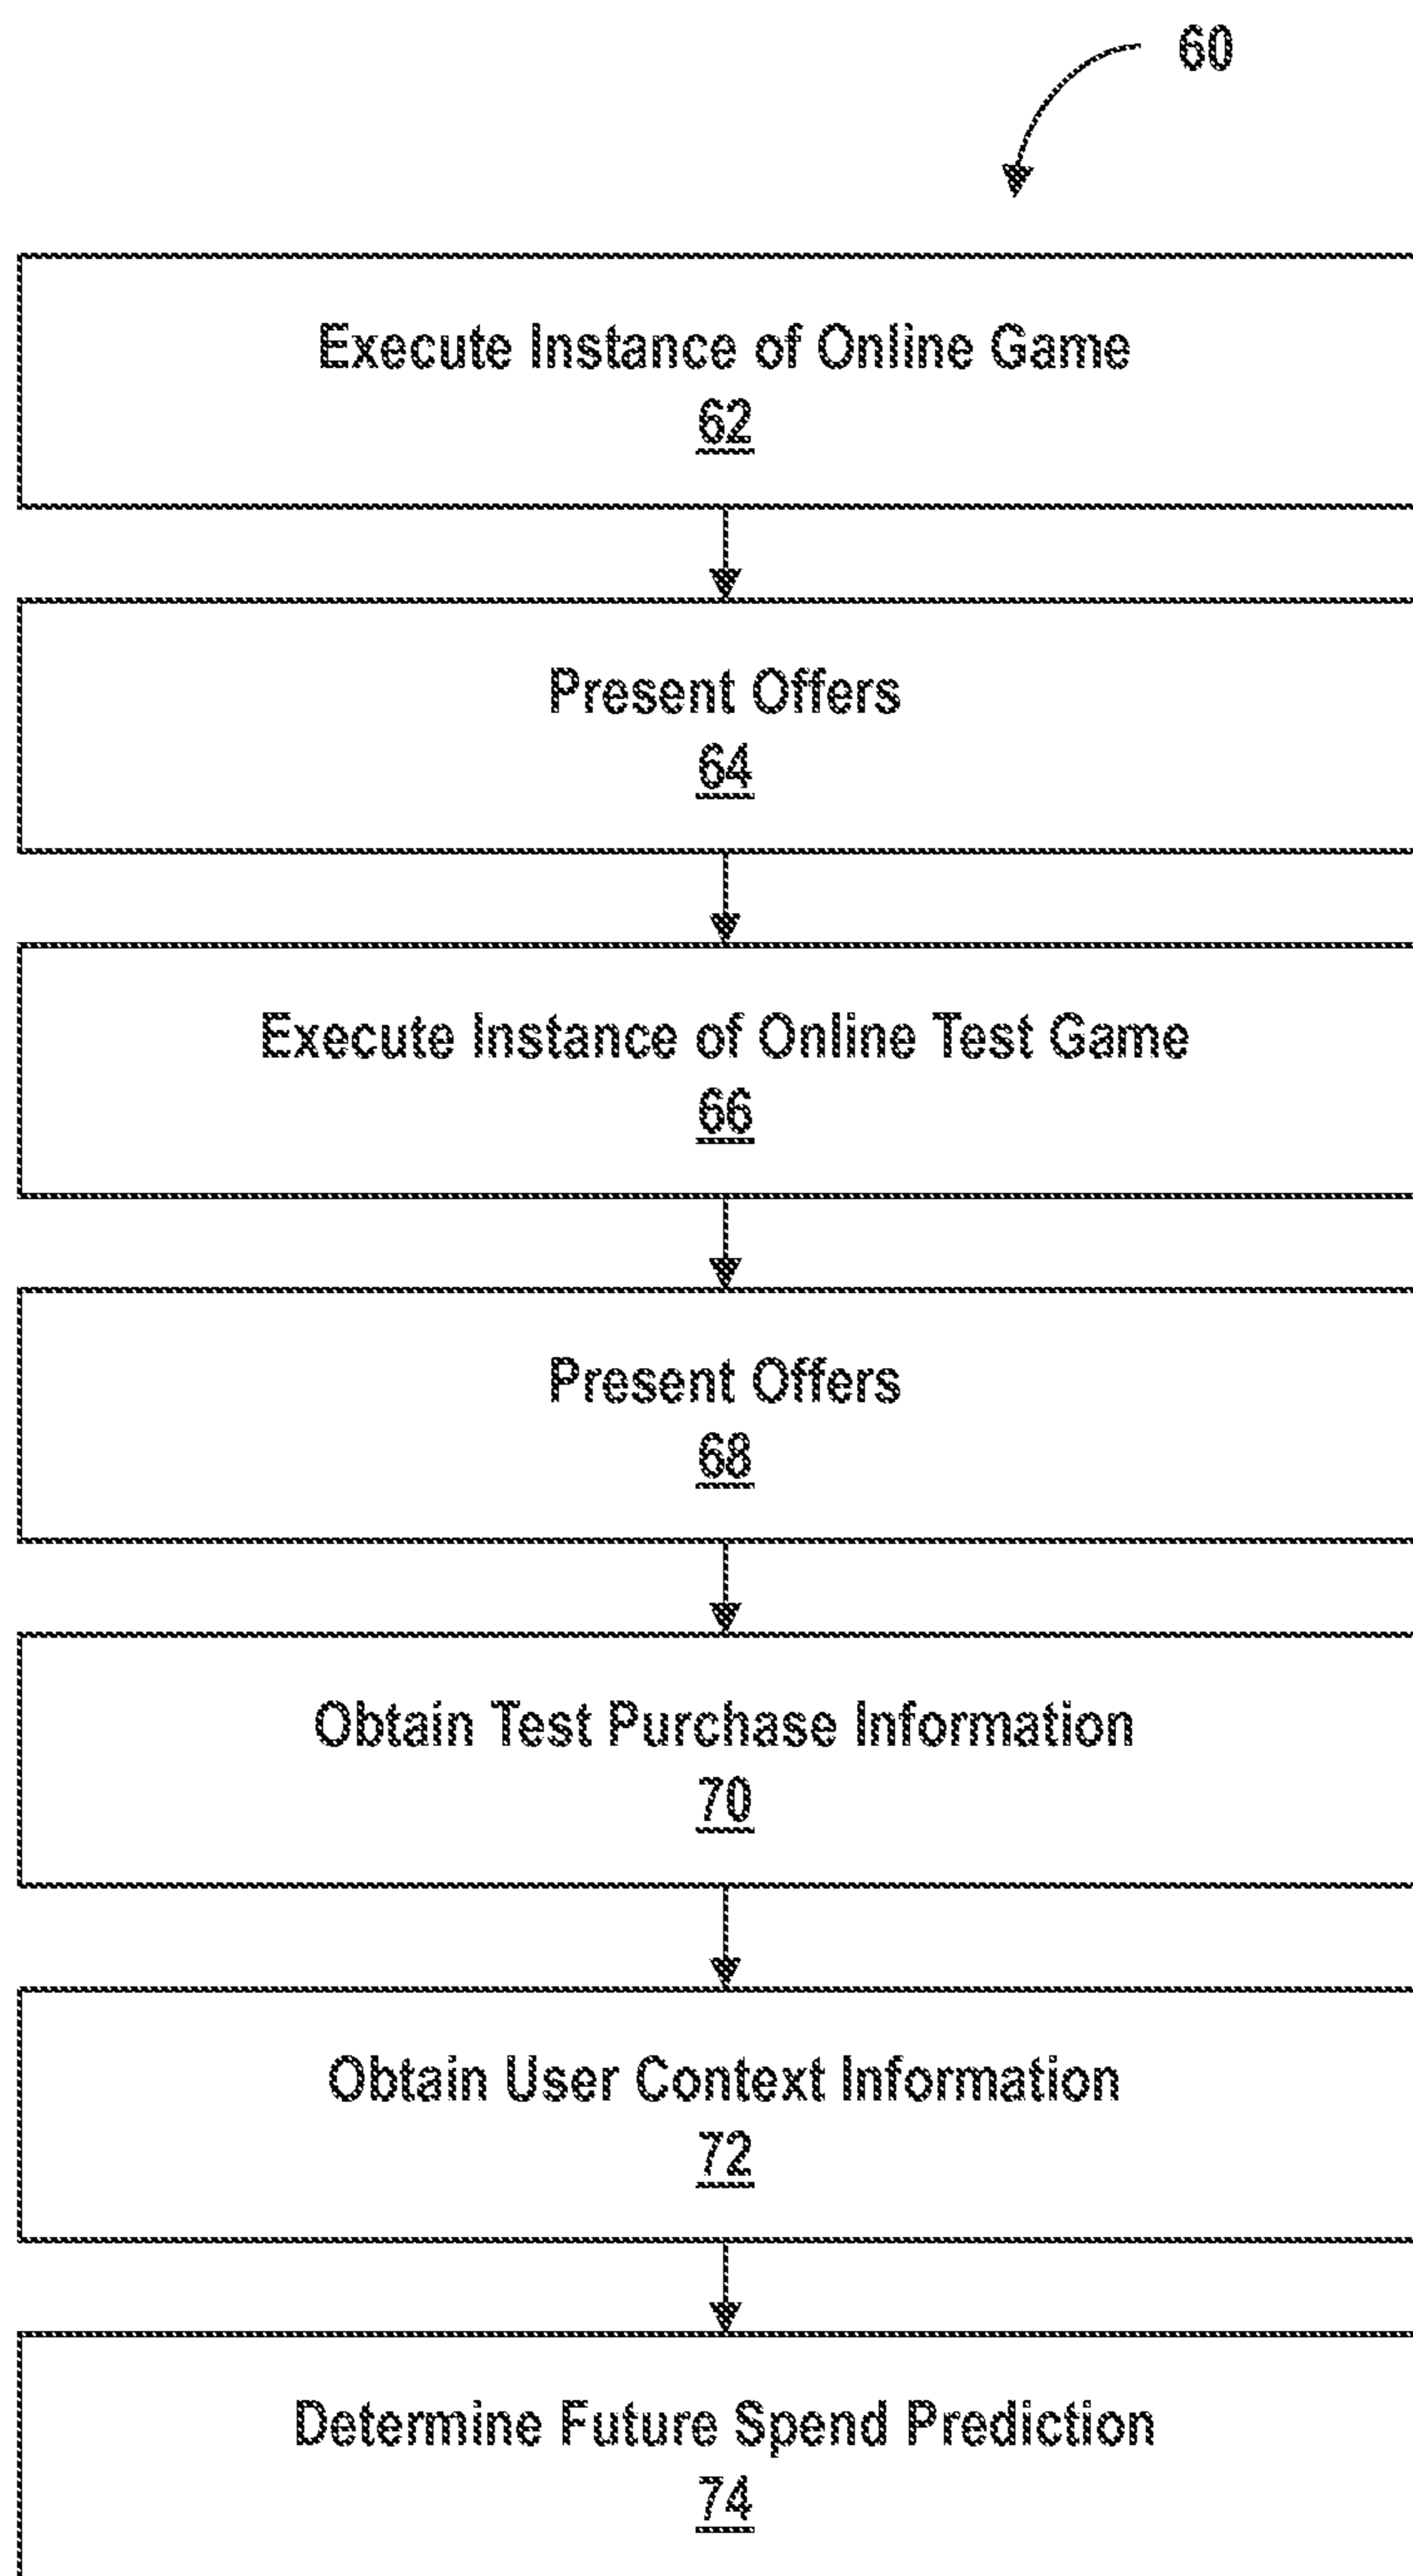 60
Execute Instance of Online Game
62
Present Offers
64
Execute Instance of Online Test Game
66
Present Offers
68
Obtain Test Purchase Information
70
Obtain User Context Information
72
Determine Future Spend Prediction
74